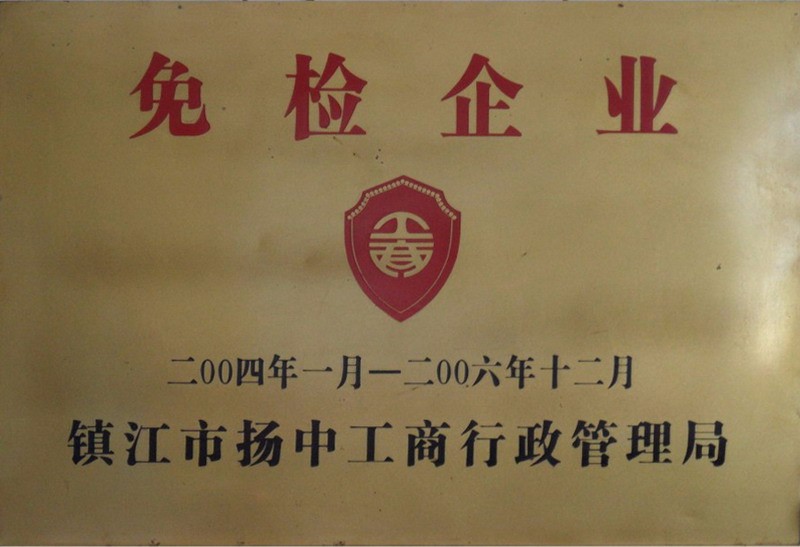 免检企业
二00四年一月—二00六年十二月
镇江市扬中工商行政管理局